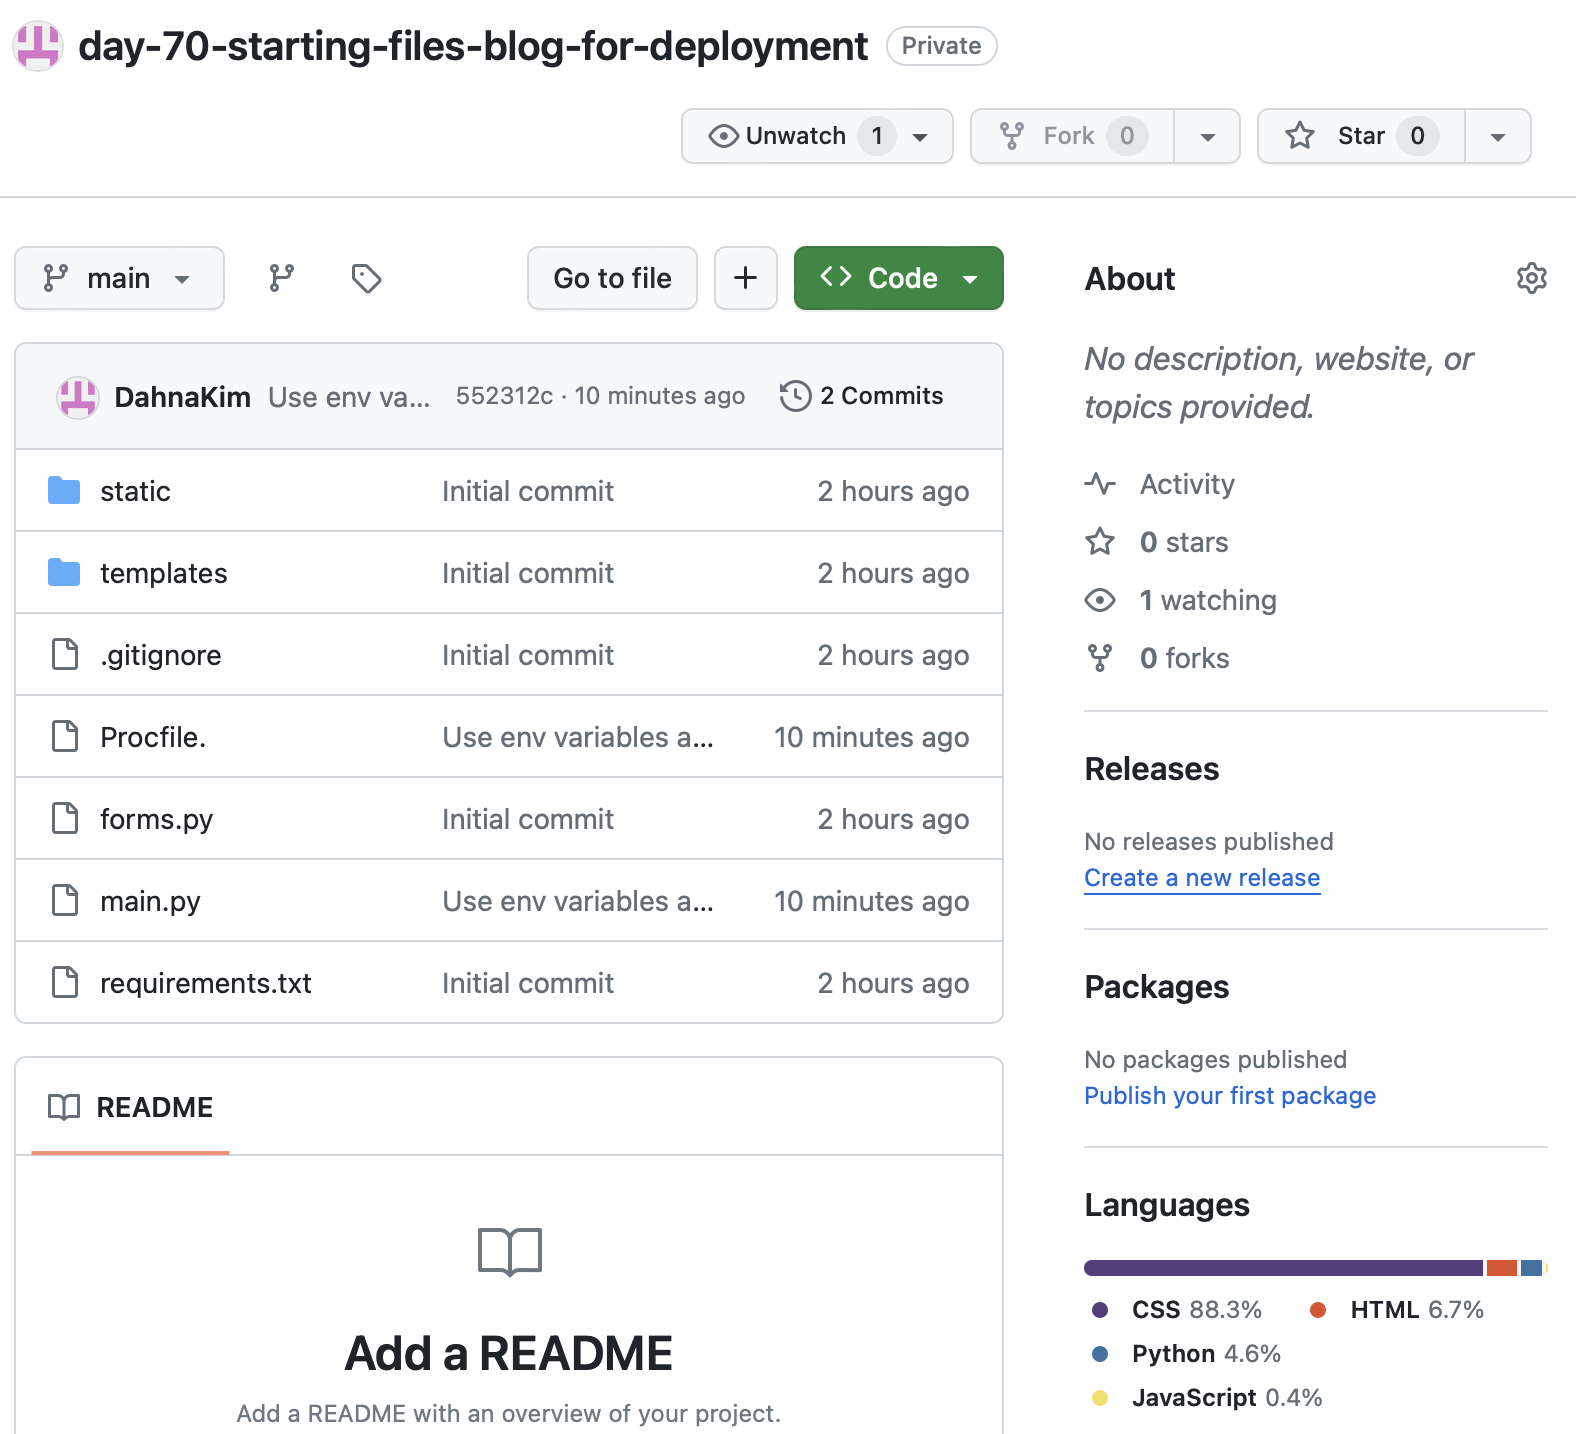 day-70-starting-files-blog-for-deployment Private
Unwatch 1 Fork 0 Star 0
main Go to file + <> Code
DahnaKim Use env va... 552312c · 10 minutes ago 2 Commits
static Initial commit 2 hours ago
templates Initial commit 2 hours ago
.gitignore Initial commit 2 hours ago
Procfile. Use env variables a... 10 minutes ago
forms.py Initial commit 2 hours ago
main.py Use env variables a... 10 minutes ago
requirements.txt Initial commit 2 hours ago
README
Add a README
Add a README with an overview of your project.
About
No description, website, or
topics provided.
Activity
0 stars
1 watching
0 forks
Releases
No releases published
Create a new release
Packages
No packages published
Publish your first package
Languages
CSS 88.3% HTML 6.7%
Python 4.6%
JavaScript 0.4%